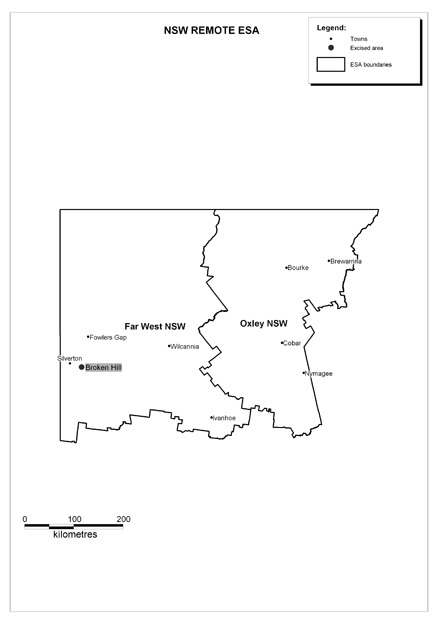 NSW REMOTE ESA
Legend:
Towns
Excised area
ESA boundaries
Brewarrina
Bourke
Far West NSW
Oxley NSW
Fowlers Gap
Wilcannia
Cobar
Silverton
Broken Hill
Nymagee
Ivanhoe
0 100 200
kilometres